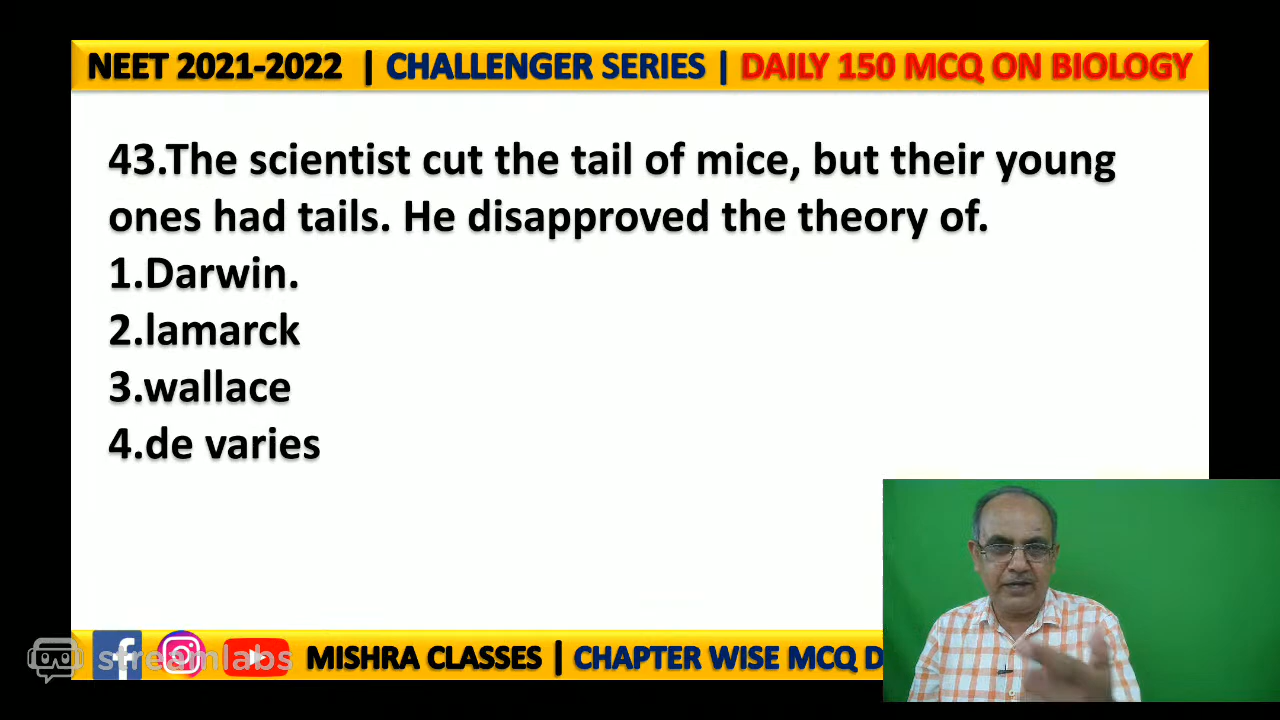 NEET 2021-2022 | CHALLENGER SERIES | DAILY 150 MCQ ON BIOLOGY
43.The scientist cut the tail of mice, but their young
ones had tails. He disapproved the theory of.
1.Darwin.
2.lamarck
3.wallace
4.de varies
streamlabs
MISHRA CLASSES | CHAPTER WISE MCQ D